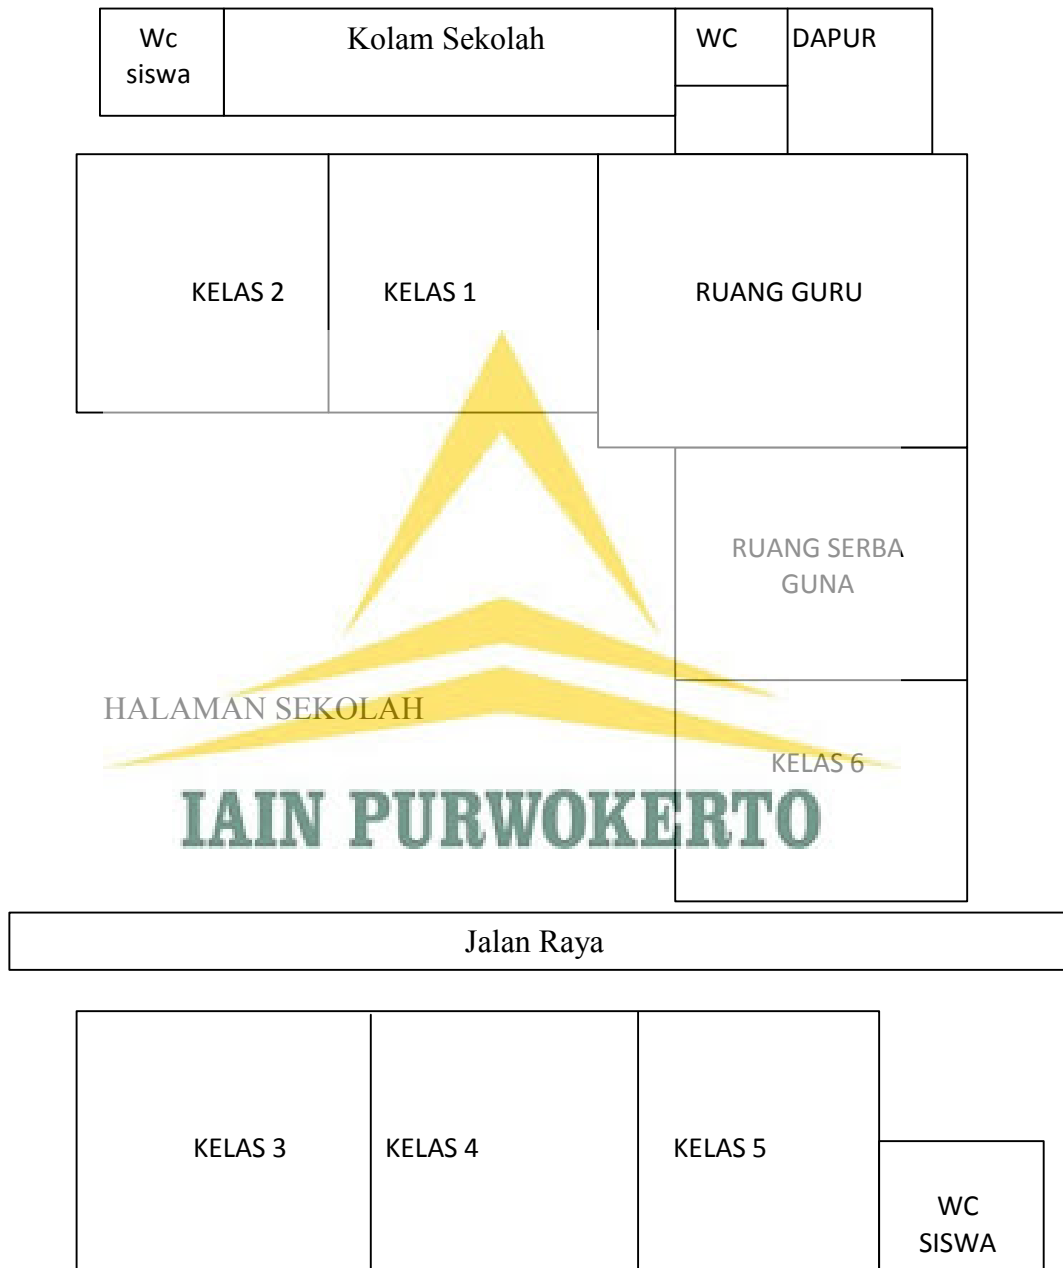 Wc
siswa
Kolam Sekolah
WC
DAPUR
KELAS 2
KELAS 1
RUANG GURU
RUANG SERBA
GUNA
HALAMAN SEKOLAH
KELAS 6
IAIN PURWOKERTO
Jalan Raya
KELAS 3
KELAS 4
KELAS 5
WC
SISWA